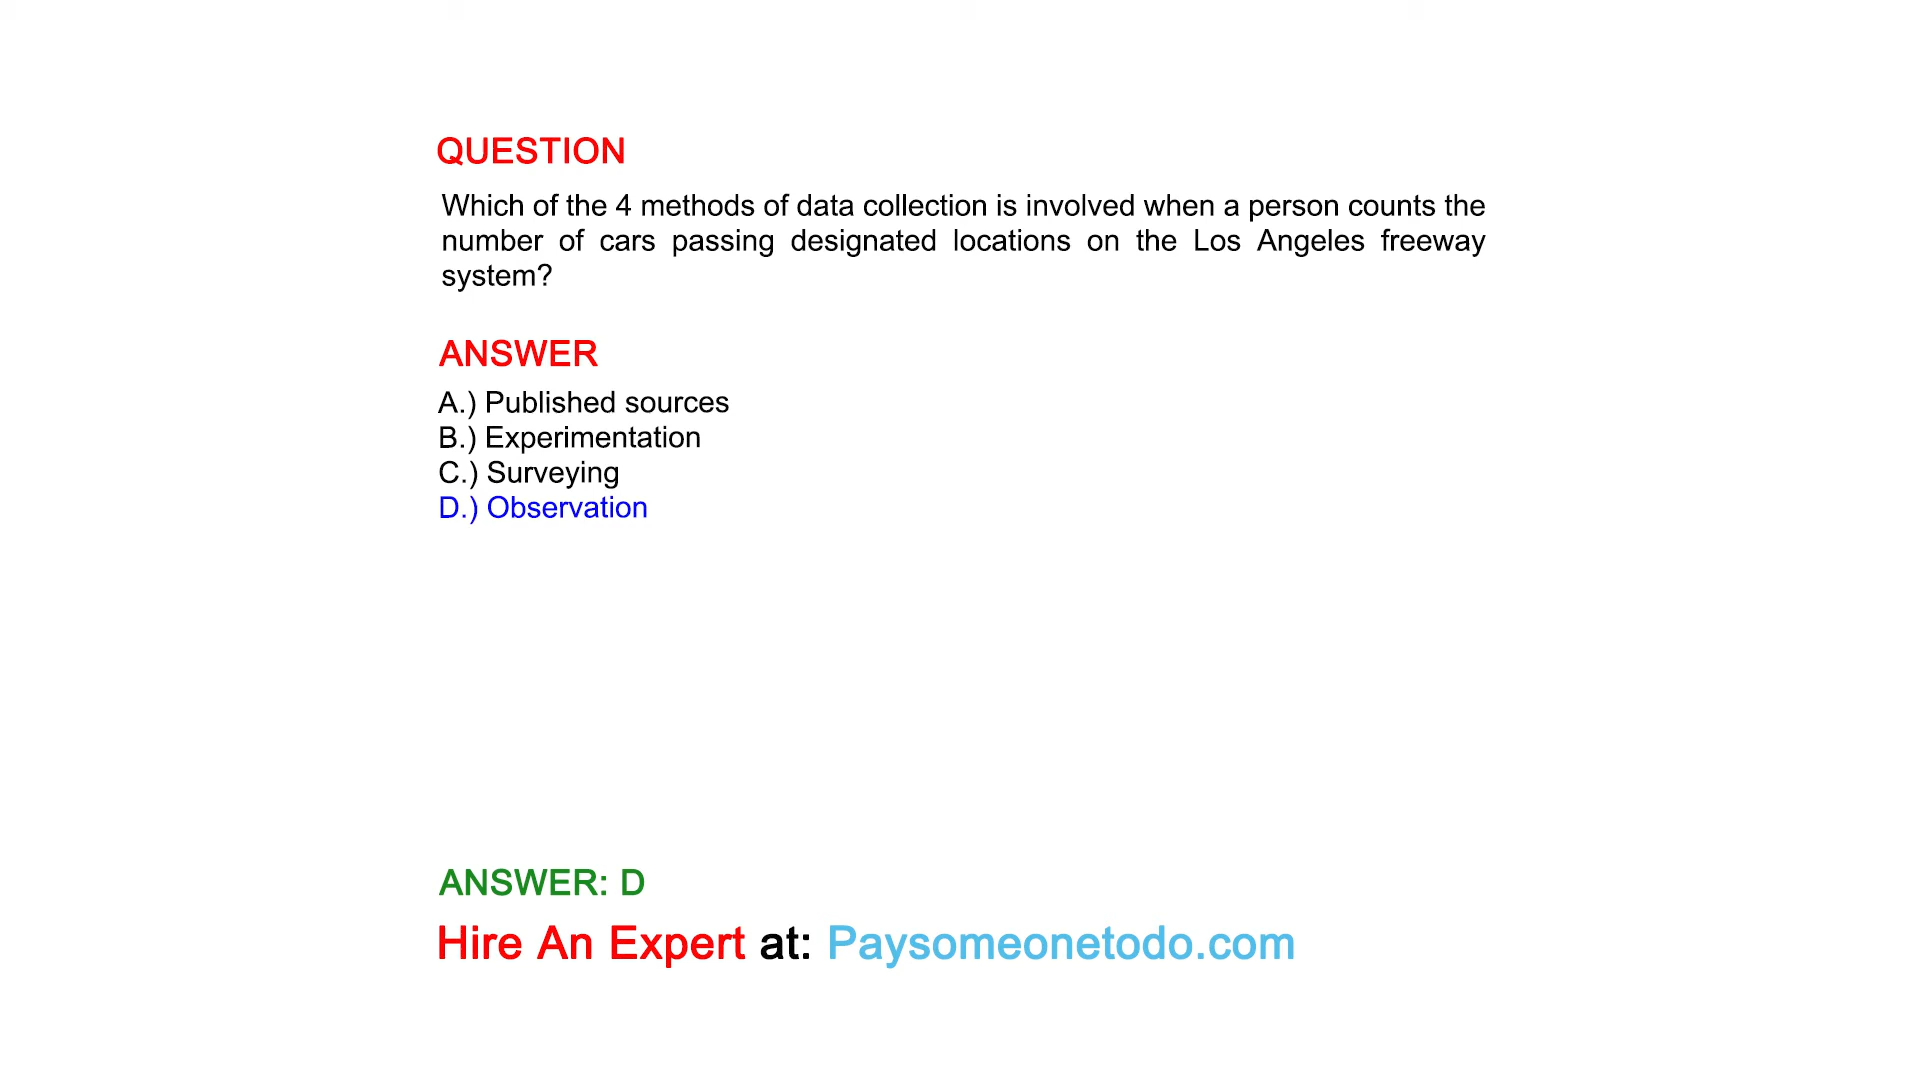 QUESTION
Which of the 4 methods of data collection is involved when a person counts the
number of cars passing designated locations on the Los Angeles freeway
system?
ANSWER
A.) Published sources
B.) Experimentation
C.) Surveying
D.) Observation
ANSWER: D
Hire An Expert at: Paysomeonetodo.com